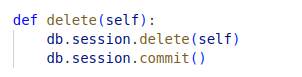 def delete(self):
    db.session.delete(self)
    db.session.commit()